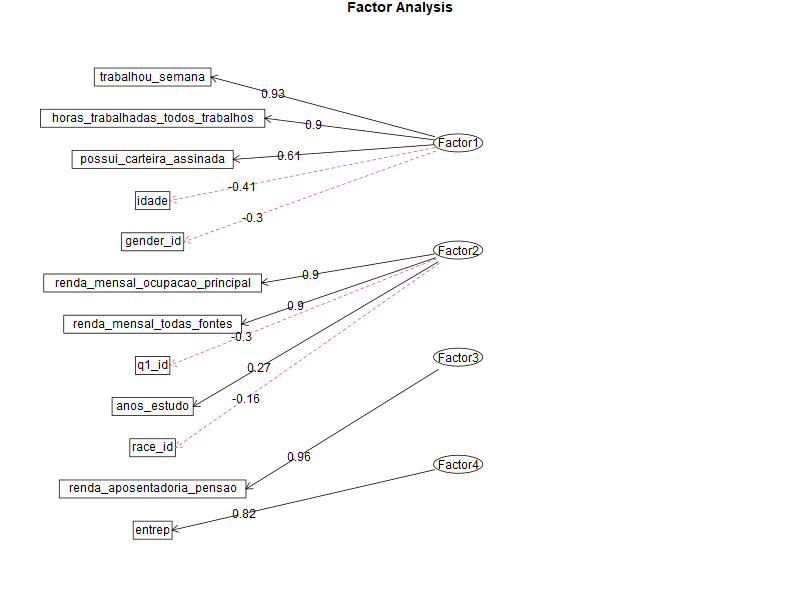 Factor Analysis
trabalhou_semana
0.93
horas_trabalhadas_todos_trabalhos
0.9
Factor1
possui_carteira_assinada
0.61
-0.41
idade
-0.3
gender_id
Factor2
renda_mensal_ocupacao_principal
0.9
0.9
renda_mensal_todas_fontes
-0.3
q1_id
0.27
Factor3
anos_estudo
-0.16
race_id
0.96
Factor4
renda_aposentadoria_pensao
0.82
entrep